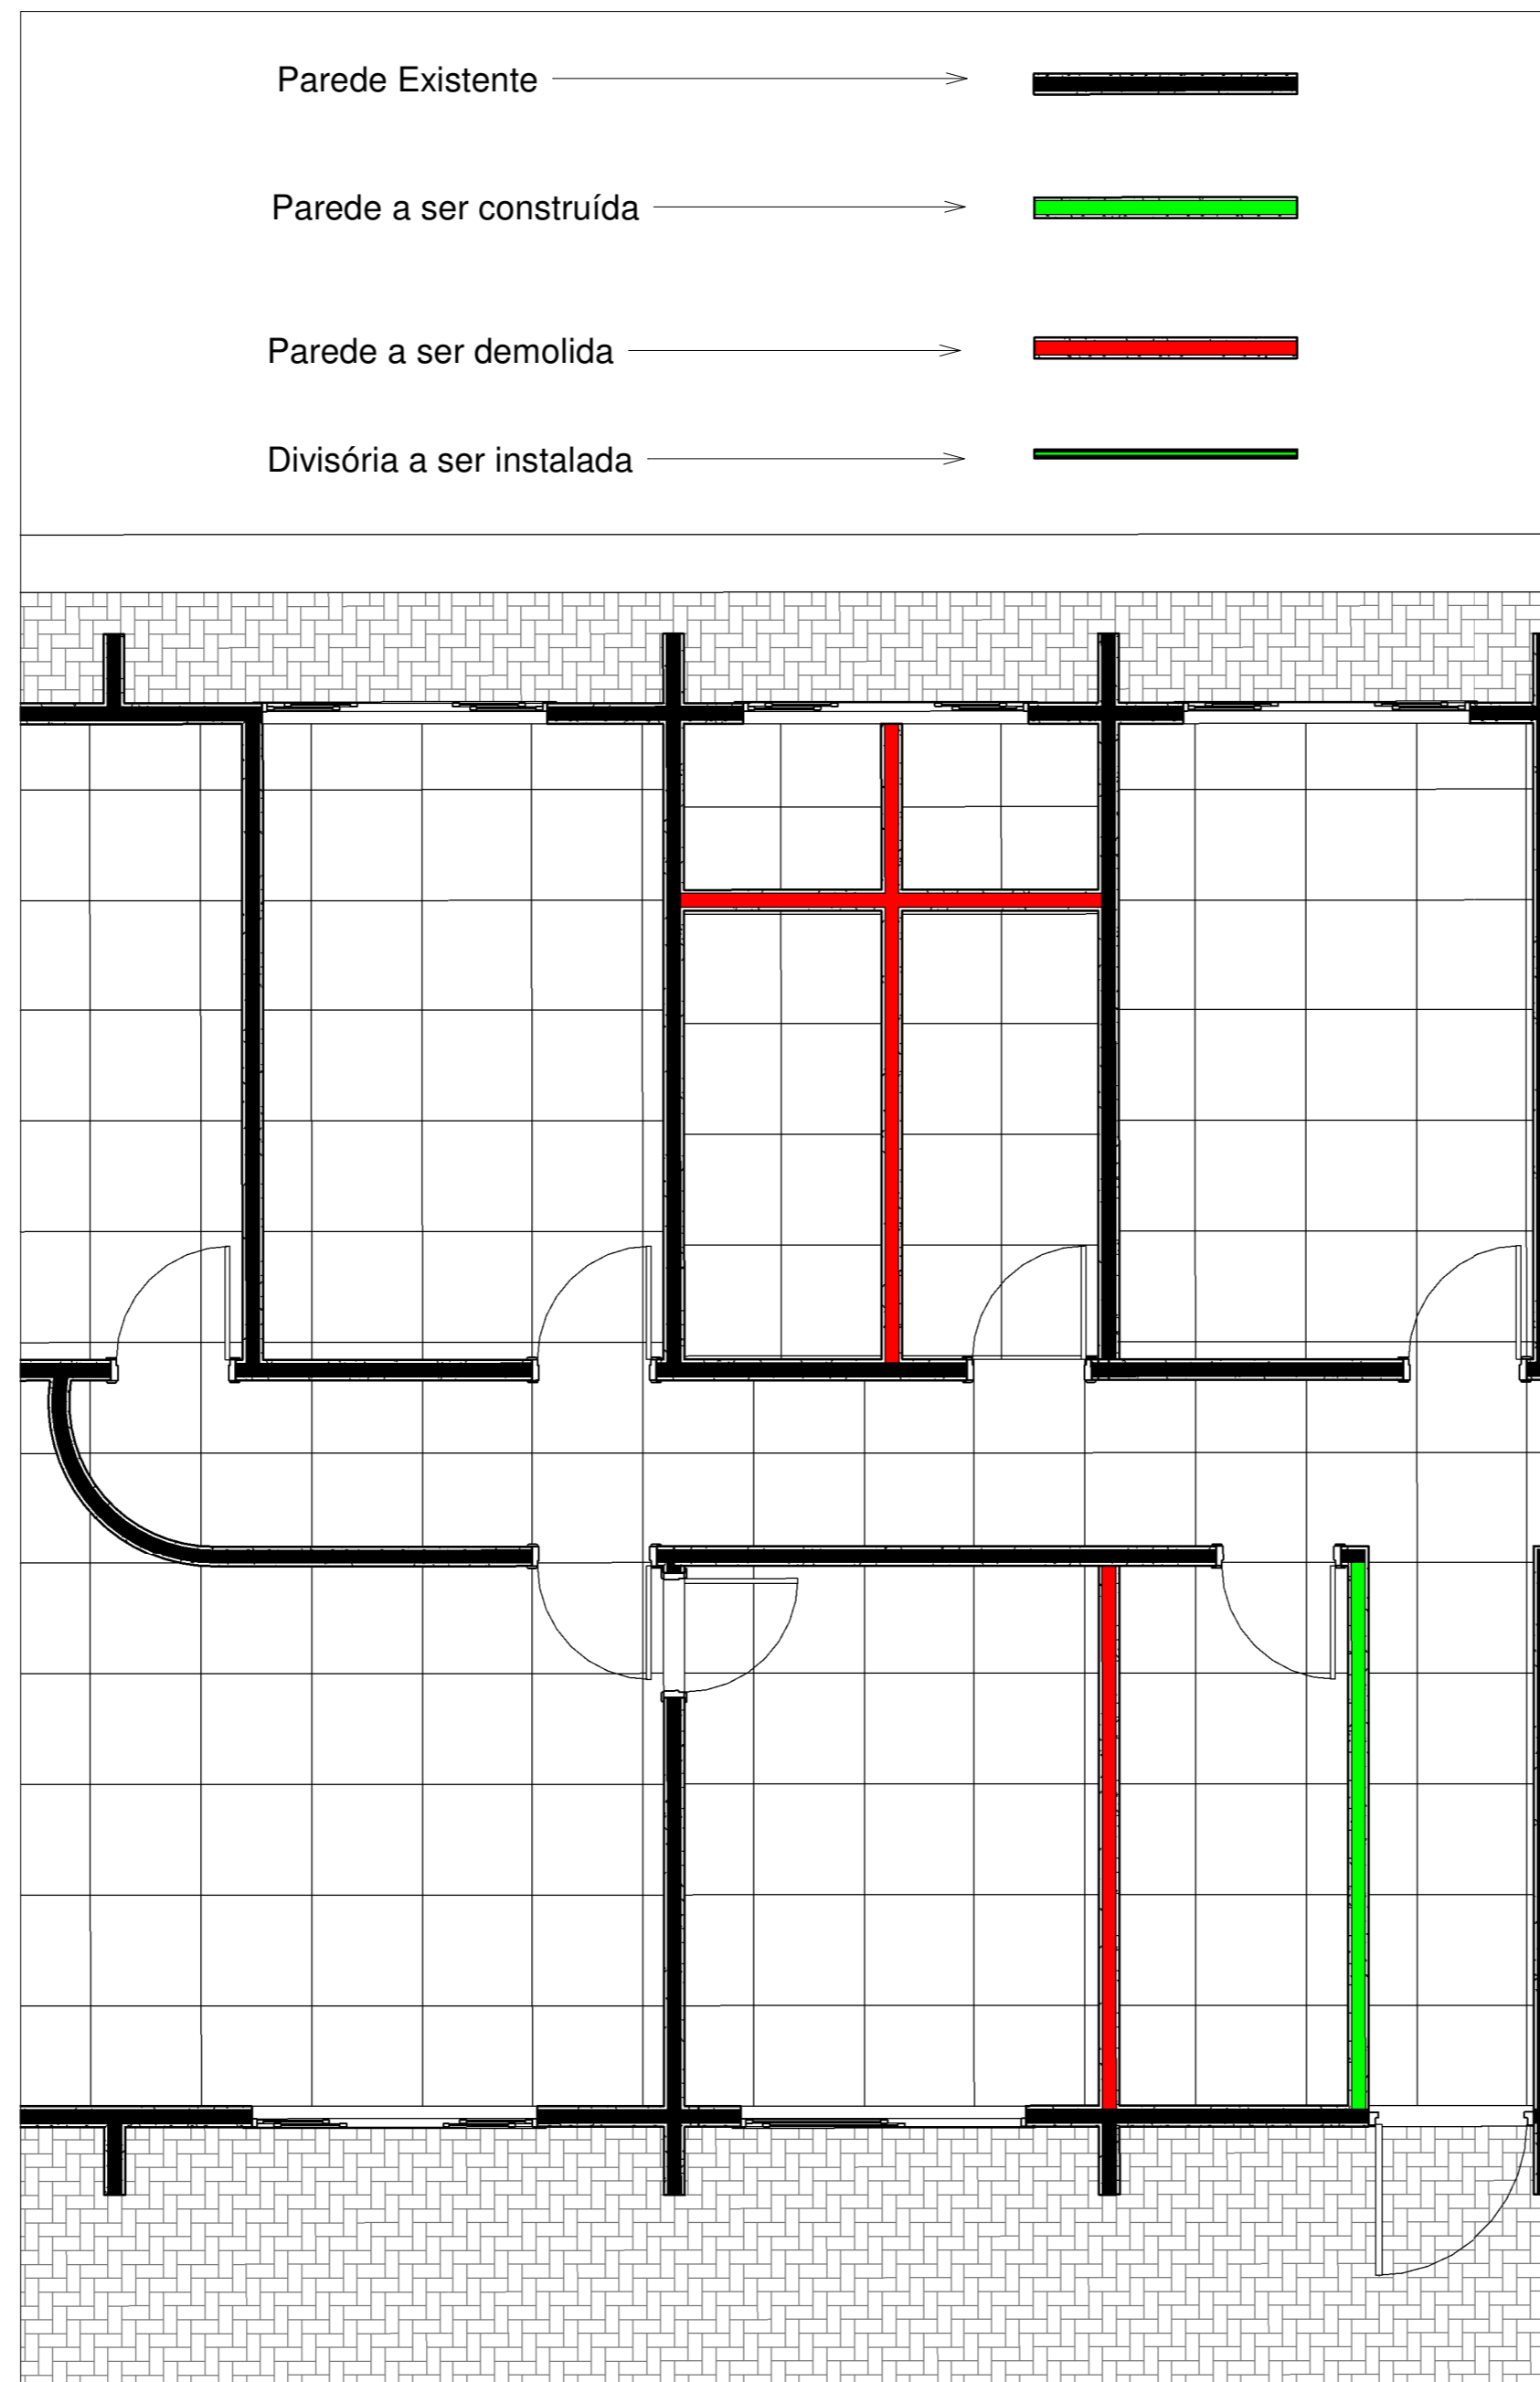 Parede Existente
Parede a ser construída
Parede a ser demolida
Divisória a ser instalada